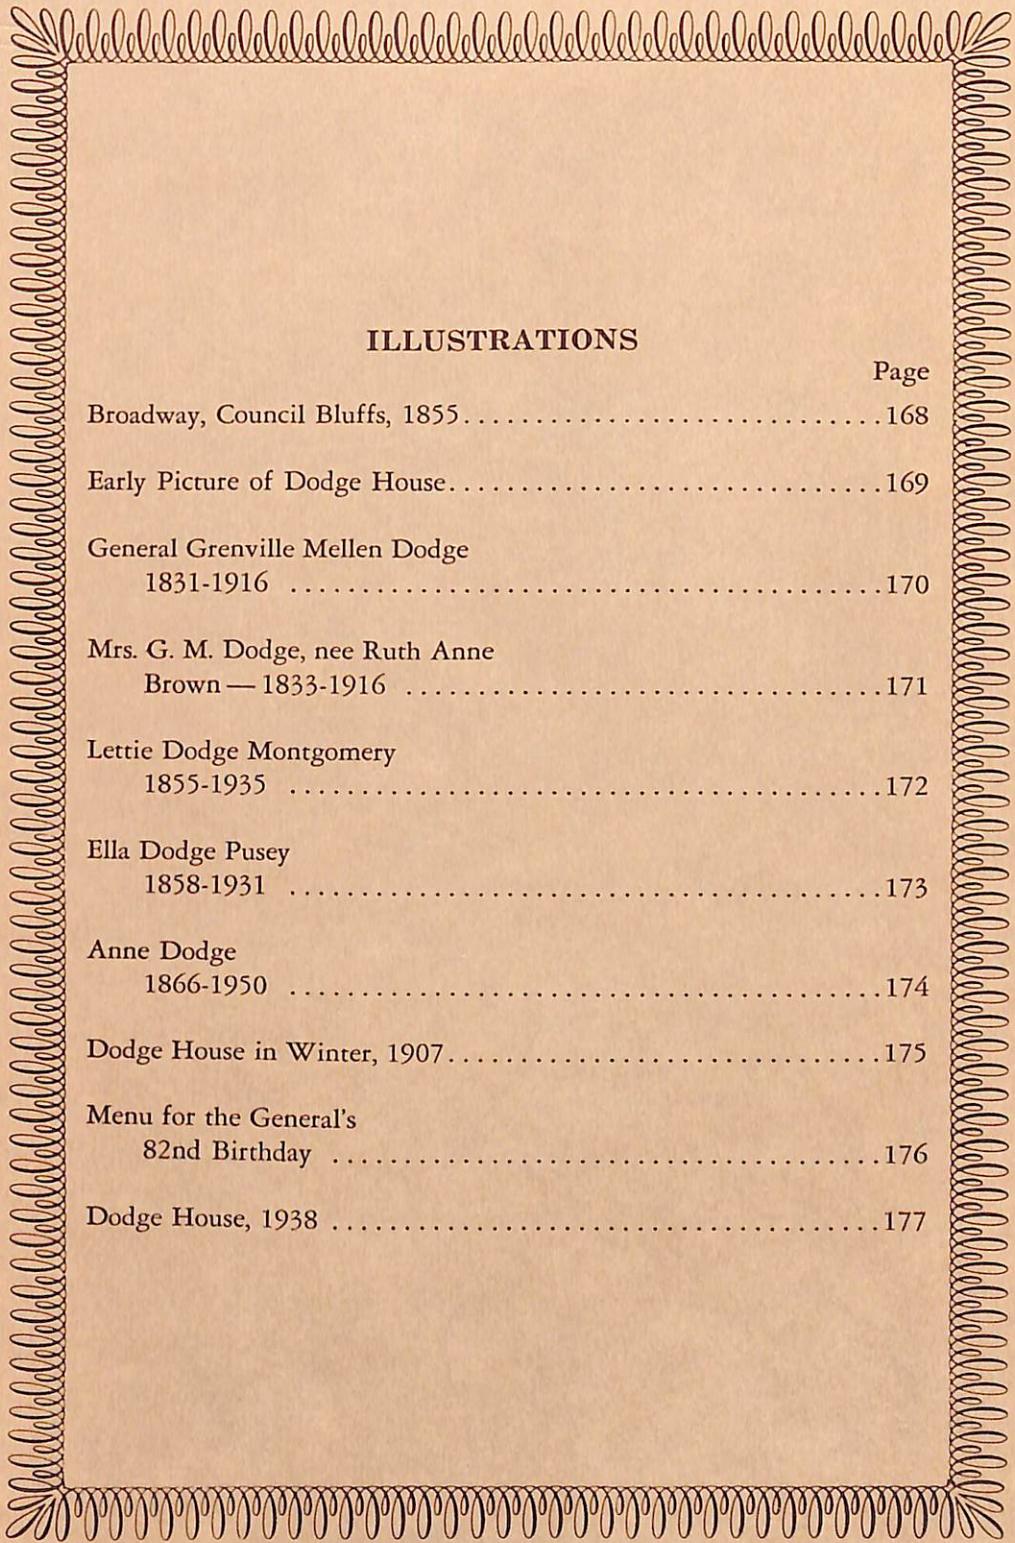 ILLUSTRATIONS
Page
Broadway, Council Bluffs, 1855..............................168
Early Picture of Dodge House...............................169
General Grenville Mellen Dodge
1831-1916 ..........................................170
Mrs. G. M. Dodge, nee Ruth Anne
Brown — 1833-1916 ..................................171
Lettie Dodge Montgomery
1855-1935 ..........................................172
Ella Dodge Pusey
1858-1931 ..........................................173
Anne Dodge
1866-1950 ..........................................174
Dodge House in Winter, 1907...............................175
Menu for the General's
82nd Birthday .......................................176
Dodge House, 1938 .......................................177